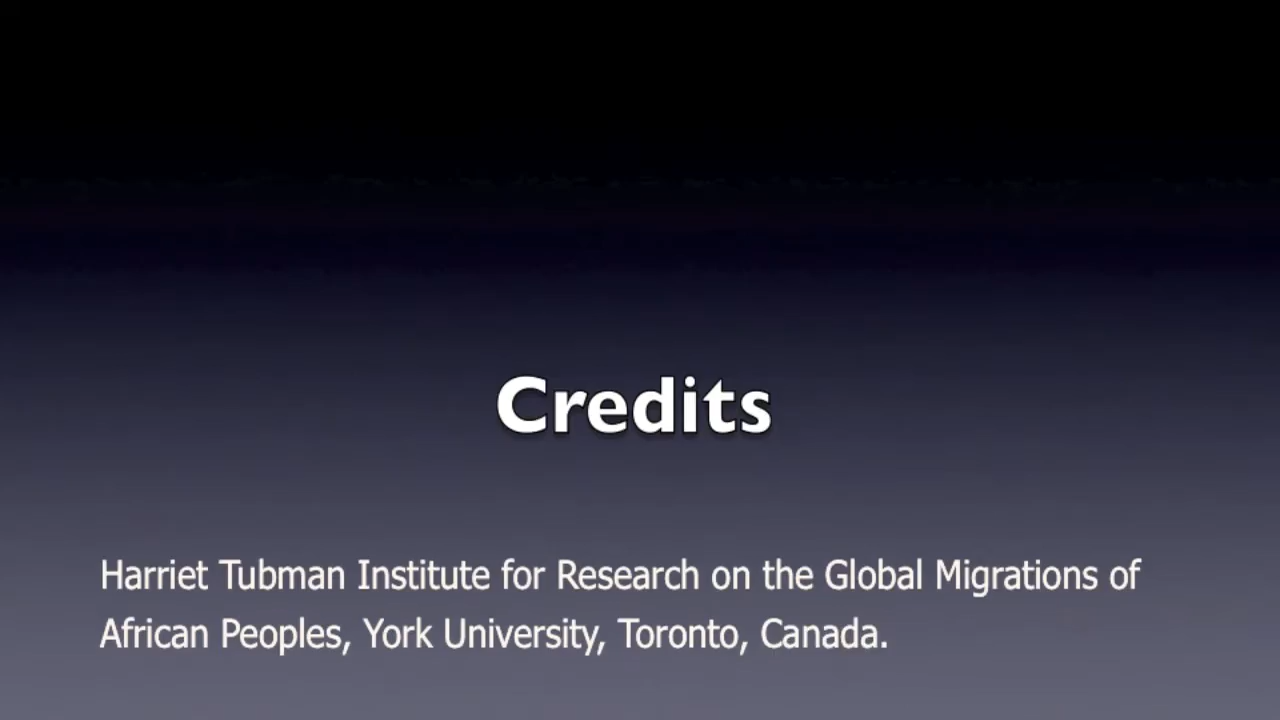 Credits
Harriet Tubman Institute for Research on the Global Migrations of
African Peoples, York University, Toronto, Canada.